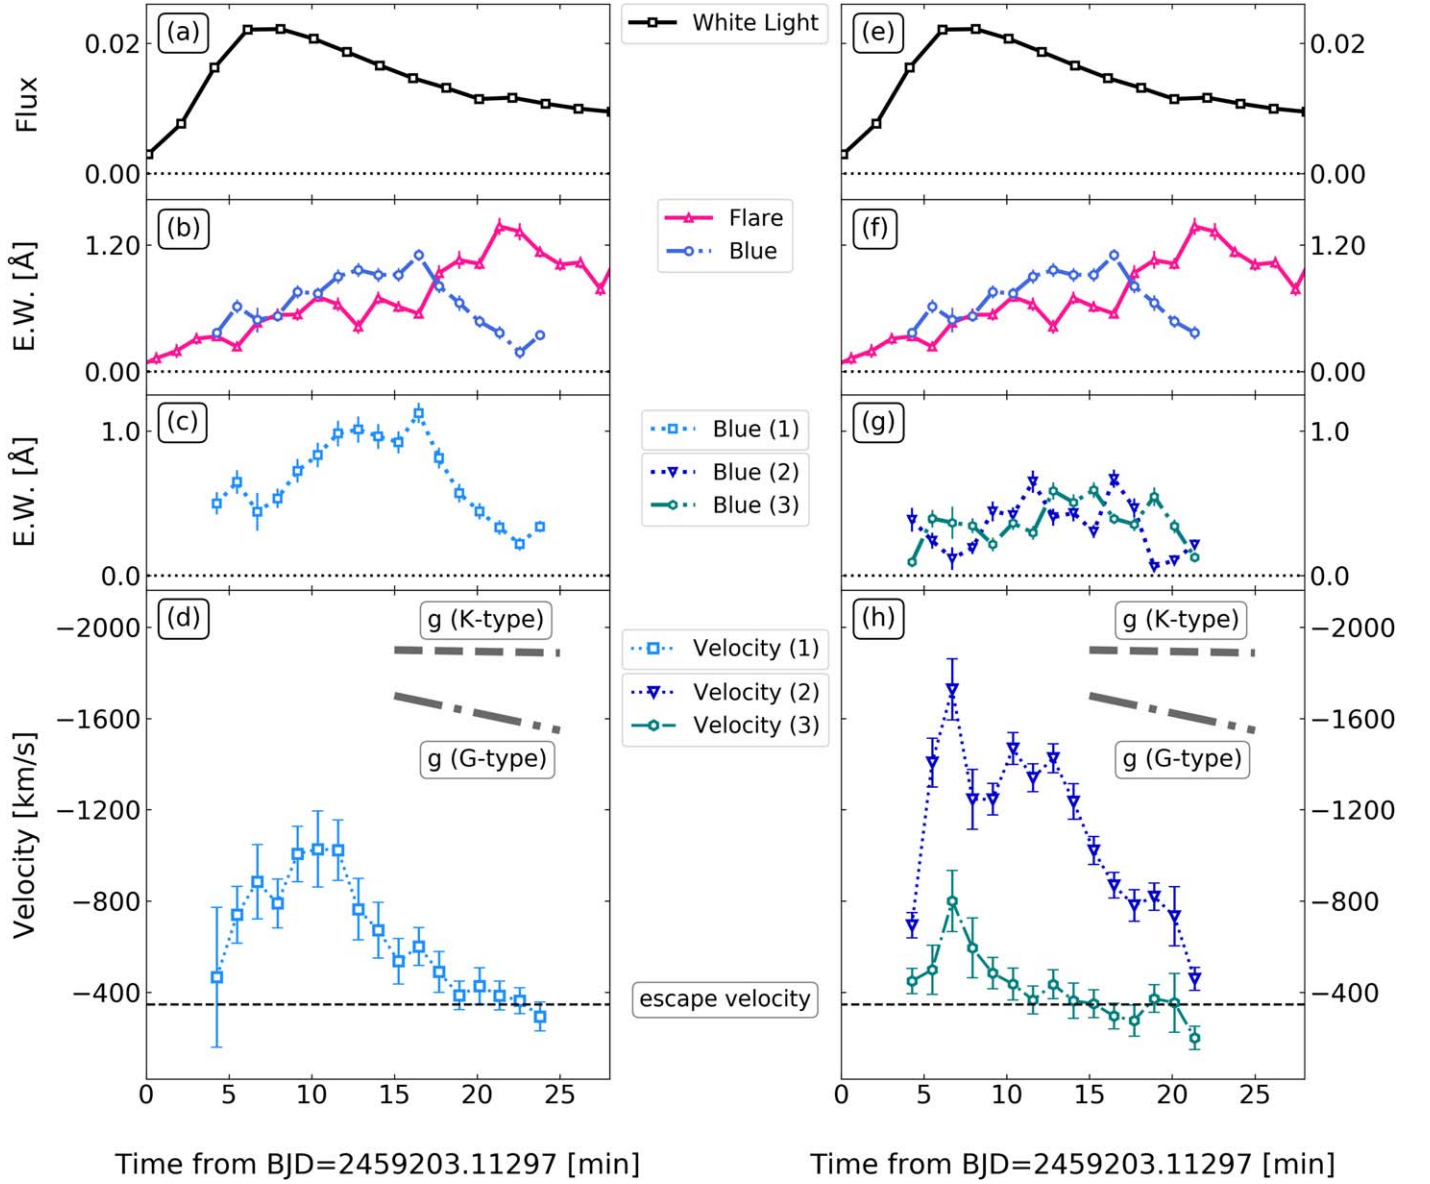 (a)
White Light
(e)
0.02
0.02
Flux
0.00
0.00
(b)
Flare
Blue
(f)
1.20
1.20
E.W. [Å]
0.00
0.00
(c)
Blue (1)
Blue (2)
Blue (3)
(g)
1.0
1.0
E.W. [Å]
0.0
0.0
(d)
g (K-type)
g (G-type)
Velocity (1)
Velocity (2)
Velocity (3)
(h)
g (K-type)
g (G-type)
−2000
−1600
−1200
−800
−400
Velocity [km/s]
escape velocity
−2000
−1600
−1200
−800
−400
0 5 10 15 20 25
0 5 10 15 20 25
Time from BJD=2459203.11297 [min]
Time from BJD=2459203.11297 [min]